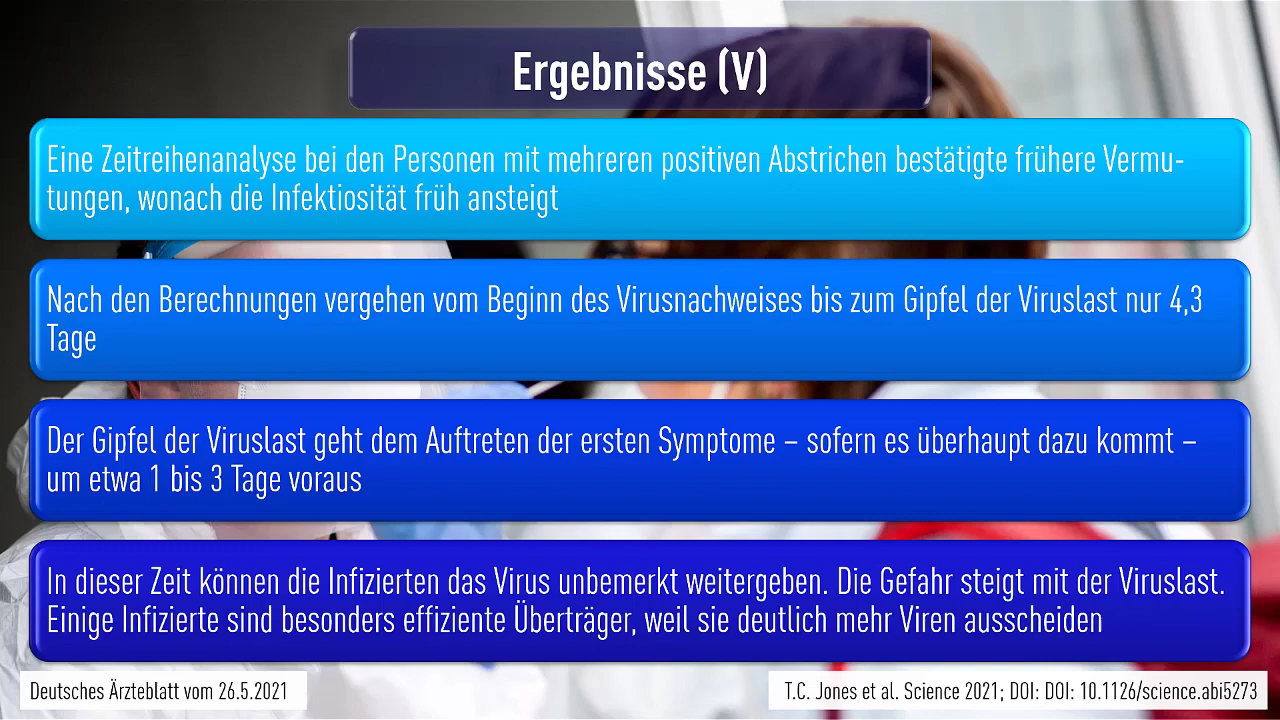 Ergebnisse (V)
Eine Zeitreihenanalyse bei den Personen mit mehreren positiven Abstrichen bestätigte frühere Vermu-
tungen, wonach die Infektiosität früh ansteigt
Nach den Berechnungen vergehen vom Beginn des Virusnachweises bis zum Gipfel der Viruslast nur 4,3
Tage
Der Gipfel der Viruslast geht dem Auftreten der ersten Symptome – sofern es überhaupt dazu kommt –
um etwa 1 bis 3 Tage voraus
In dieser Zeit können die Infizierten das Virus unbemerkt weitergeben. Die Gefahr steigt mit der Viruslast.
Einige Infizierte sind besonders effiziente Überträger, weil sie deutlich mehr Viren ausscheiden
Deutsches Ärzteblatt vom 26.5.2021
T.C. Jones et al. Science 2021; DOI: DOI: 10.1126/science.abi5273